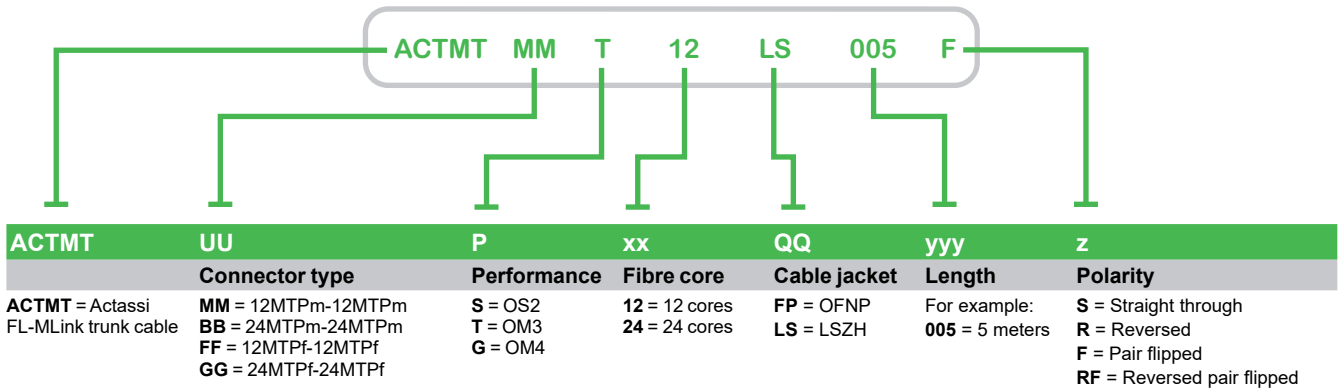 ACTMT MM T 12 LS 005 F
ACTMT UU P xx QQ yyy z
Connector type Performance Fibre core Cable jacket Length Polarity
ACTMT = Actassi
FL-MLink trunk cable
MM = 12MTPm-12MTPm
BB = 24MTPm-24MTPm
FF = 12MTPf-12MTPf
GG = 24MTPf-24MTPf
S = OS2
T = OM3
G = OM4
12 = 12 cores
24 = 24 cores
FP = OFNP
LS = LSZH
For example:
005 = 5 meters
S = Straight through
R = Reversed
F = Pair flipped
RF = Reversed pair flipped